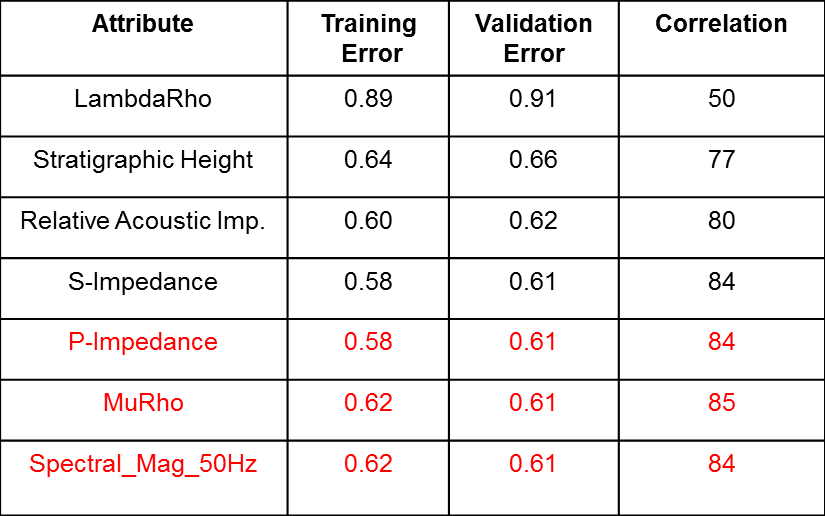 Attribute Training Error Validation Error Correlation
LambdaRho 0.89 0.91 50
Stratigraphic Height 0.64 0.66 77
Relative Acoustic Imp. 0.60 0.62 80
S-Impedance 0.58 0.61 84
P-Impedance 0.58 0.61 84
MuRho 0.62 0.61 85
Spectral_Mag_50Hz 0.62 0.61 84